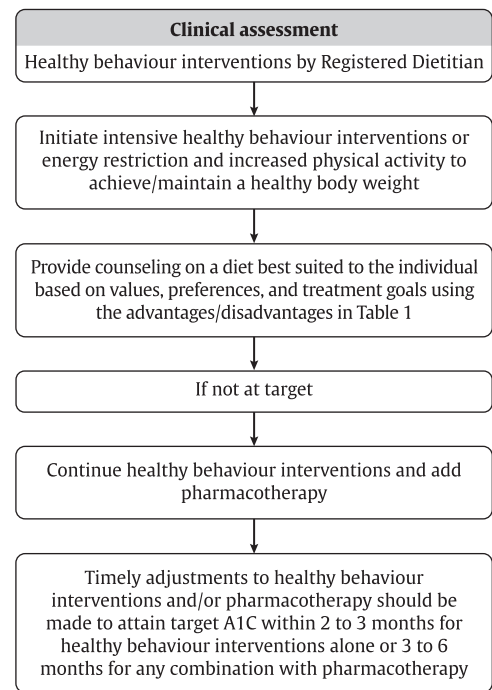 Clinical assessment
Healthy behaviour interventions by Registered Dietitian
Initiate intensive healthy behaviour interventions or
energy restriction and increased physical activity to
achieve/maintain a healthy body weight
Provide counseling on a diet best suited to the individual
based on values, preferences, and treatment goals using
the advantages/disadvantages in Table 1
If not at target
Continue healthy behaviour interventions and add
pharmacotherapy
Timely adjustments to healthy behaviour
interventions and/or pharmacotherapy should be
made to attain target A1C within 2 to 3 months for
healthy behaviour interventions alone or 3 to 6
months for any combination with pharmacotherapy